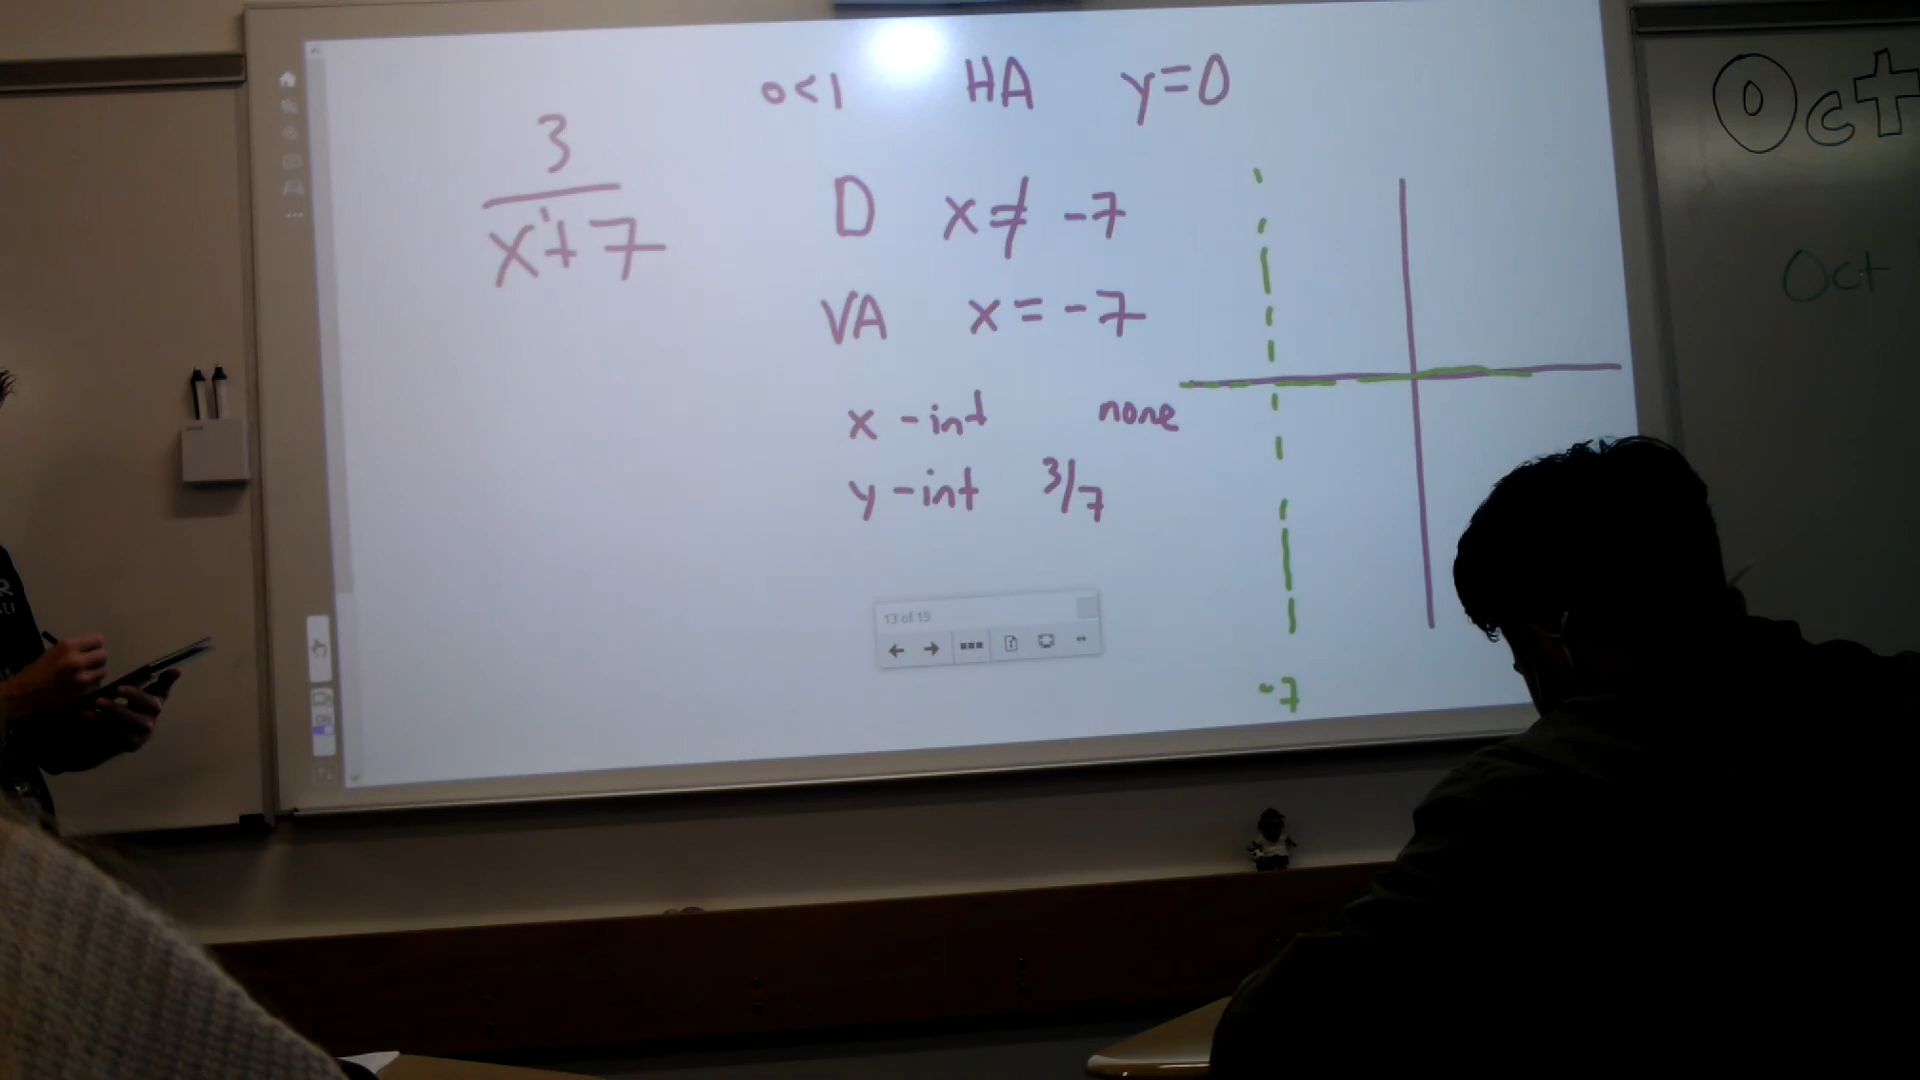 0<1 HA y=0
3
x¹+7
D x≠ -7
VA x= -7
x-int none
y-int 3/7
-7
13 of 19
Oct
Oct